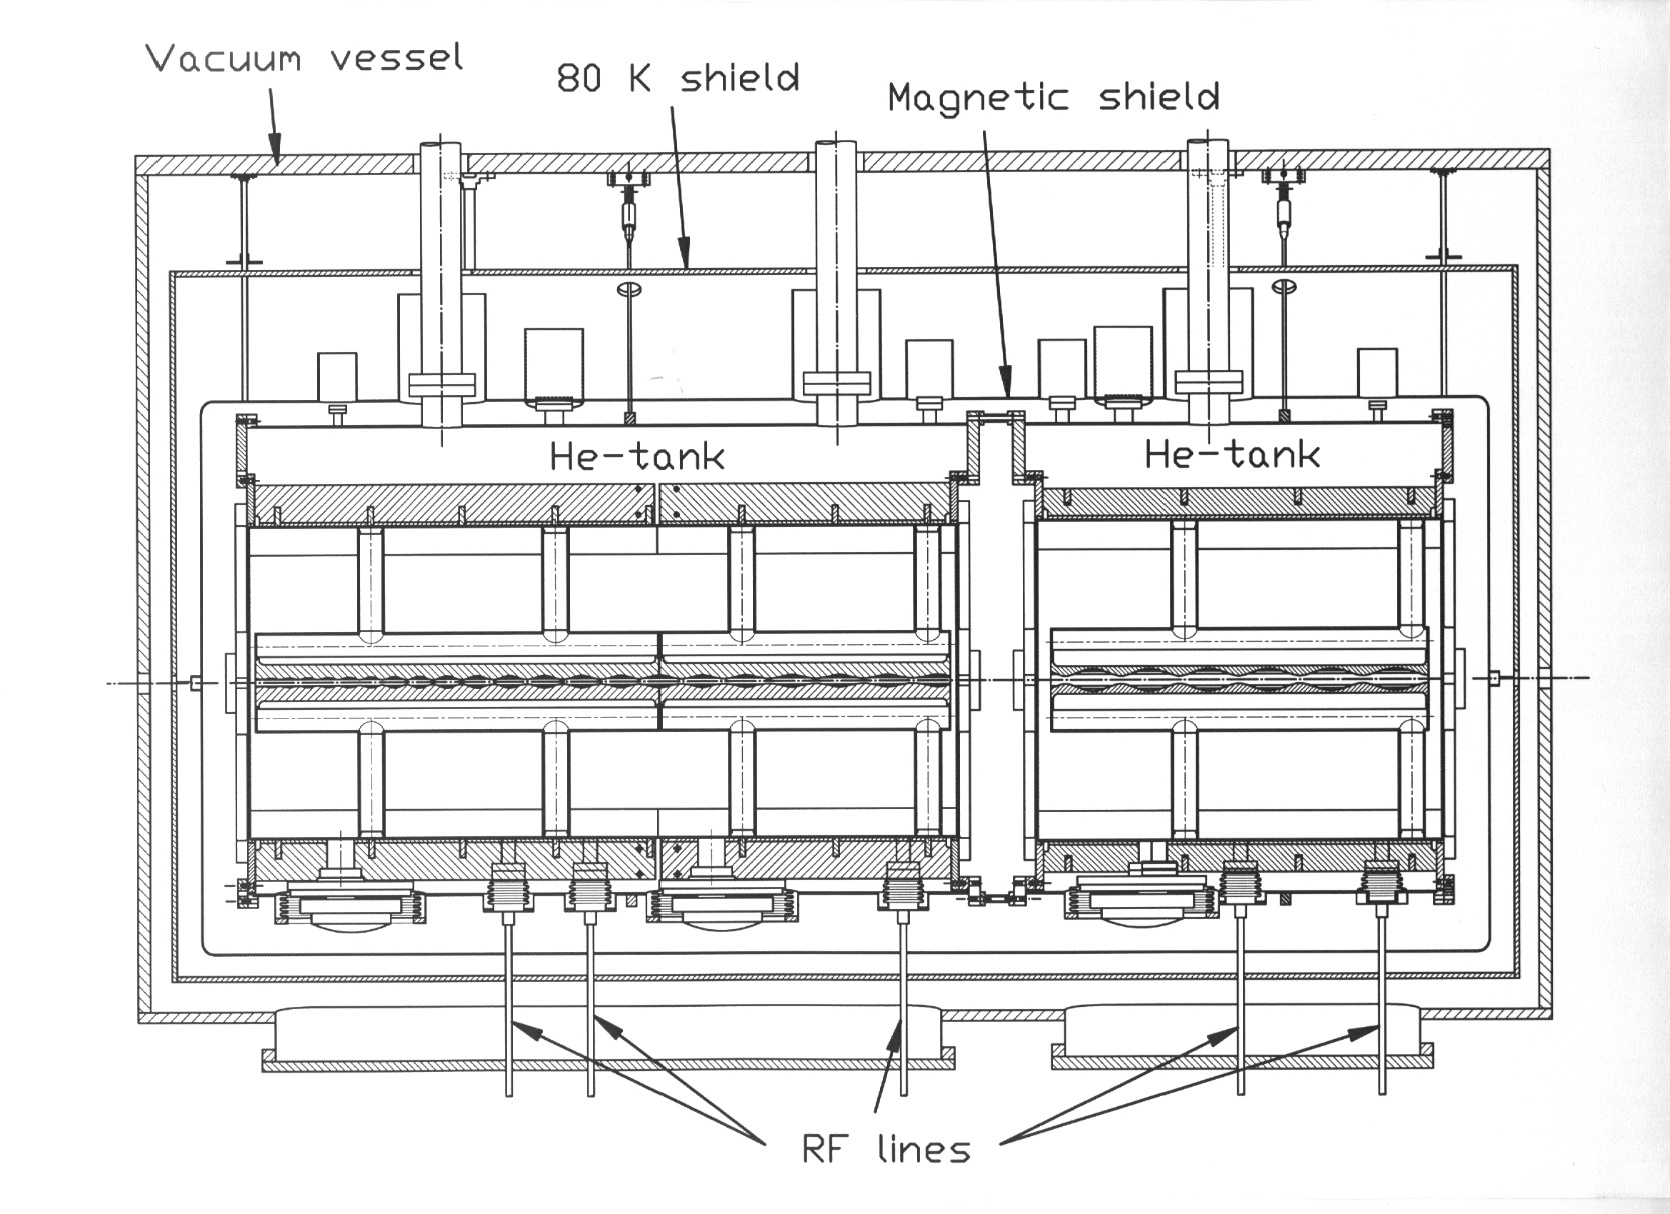 Vacuum vessel
80 K shield
Magnetic shield
He-tank
He-tank
RF lines